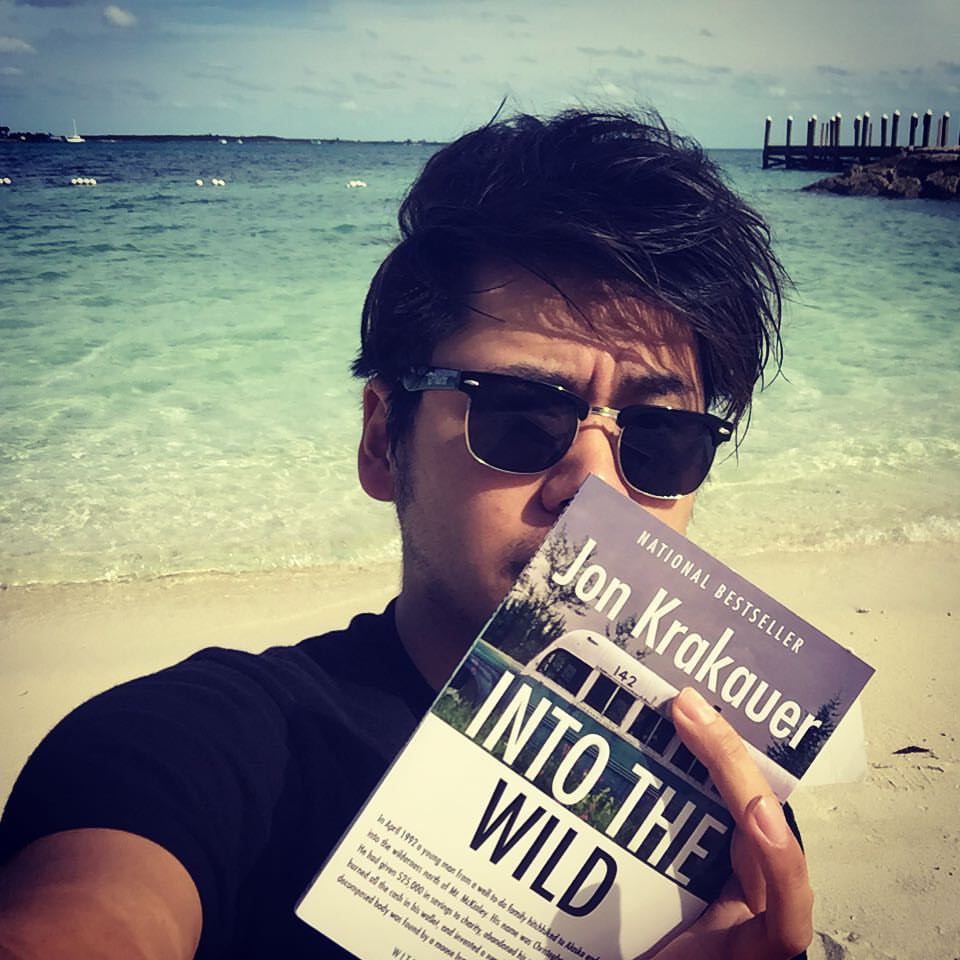 NATIONAL BESTSELLER
Jon Krakauer
142
INTO THE
WILD
In April 1992 a young man from a well-to-do family hitchhiked to Alaska and
into the wilderness north of Mt. McKinley. His name was Christopher
He had given $25,000 in savings to charity, abandoned his
burned all the cash in his wallet, and invented a new
decomposed body was found by a moose